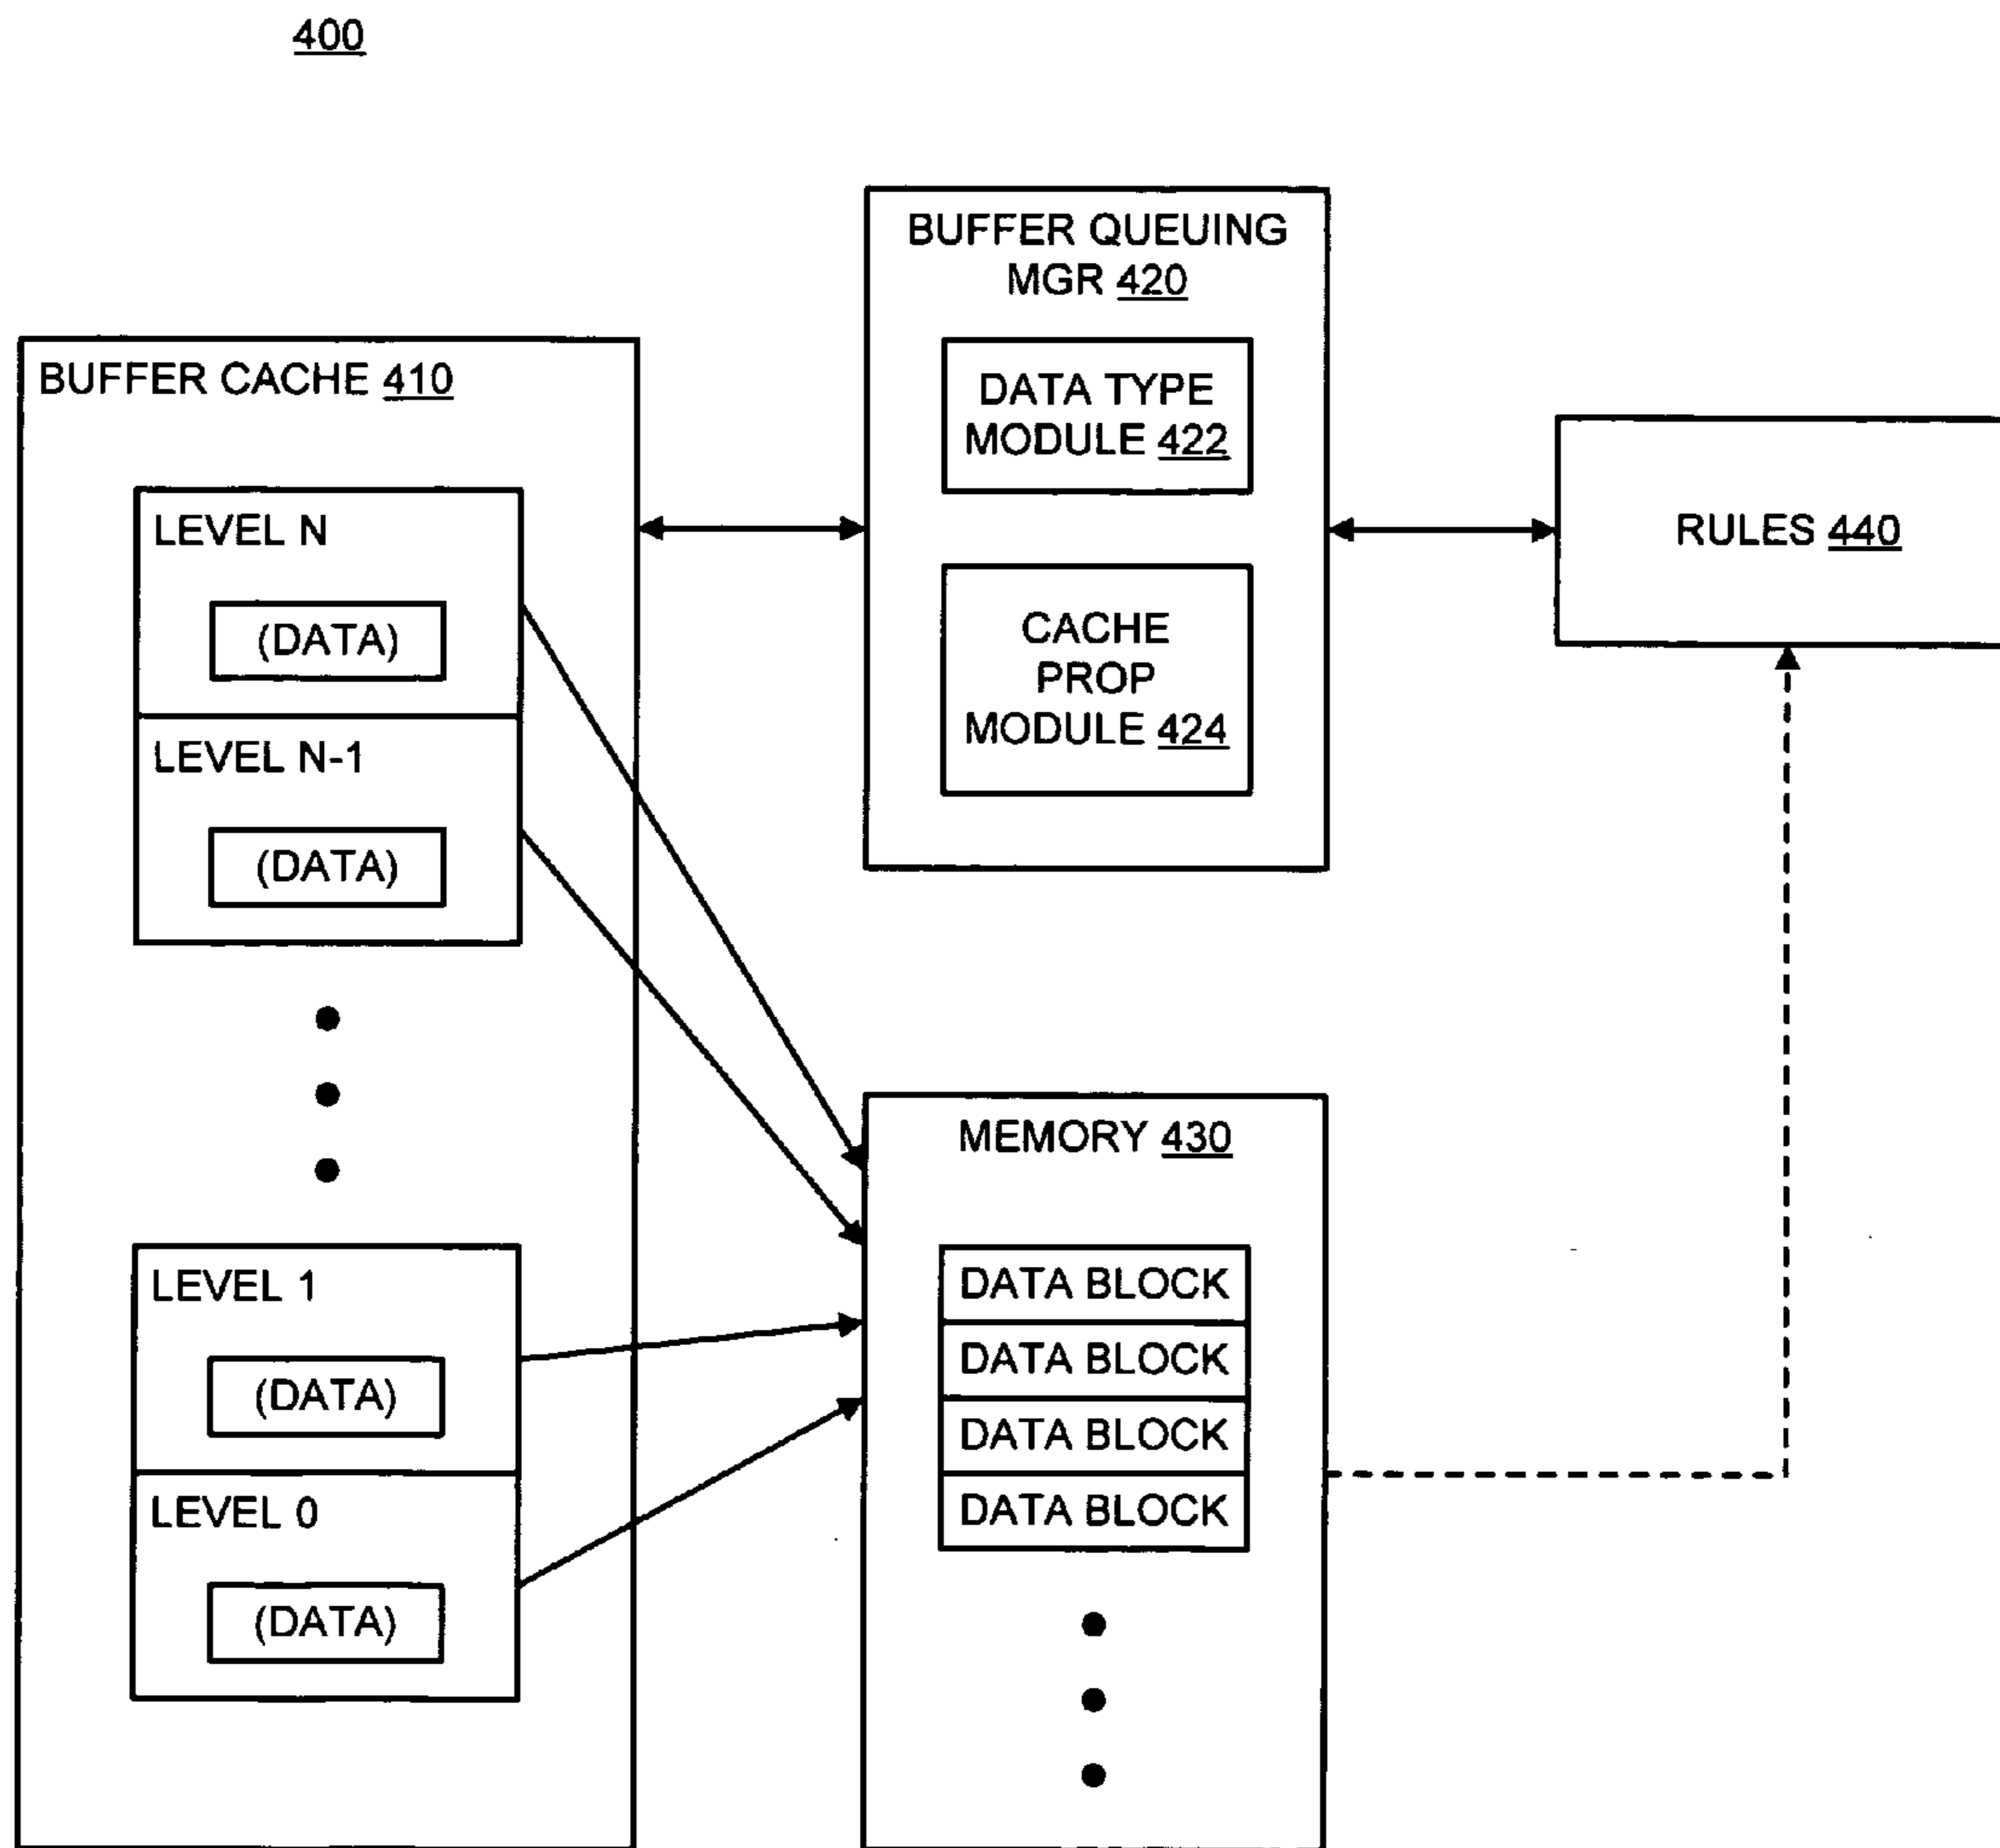 400
BUFFER CACHE 410
LEVEL N
(DATA)
LEVEL N-1
(DATA)
LEVEL 1
(DATA)
LEVEL 0
(DATA)
BUFFER QUEUING
MGR 420
DATA TYPE
MODULE 422
CACHE
PROP
MODULE 424
MEMORY 430
DATA BLOCK
DATA BLOCK
DATA BLOCK
DATA BLOCK
RULES 440